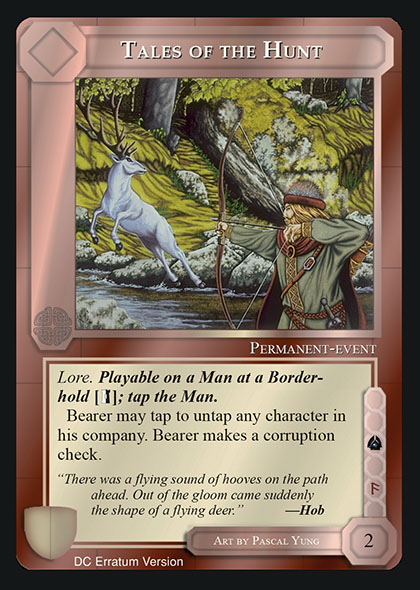 Tales of the Hunt
Permanent-event
Lore. Playable on a Man at a Border-
hold []; tap the Man.
Bearer may tap to untap any character in
his company. Bearer makes a corruption
check.
“There was a flying sound of hooves on the path
ahead. Out of the gloom came suddenly
the shape of a flying deer.” —Hob
Art by Pascal Yung
2
DC Erratum Version